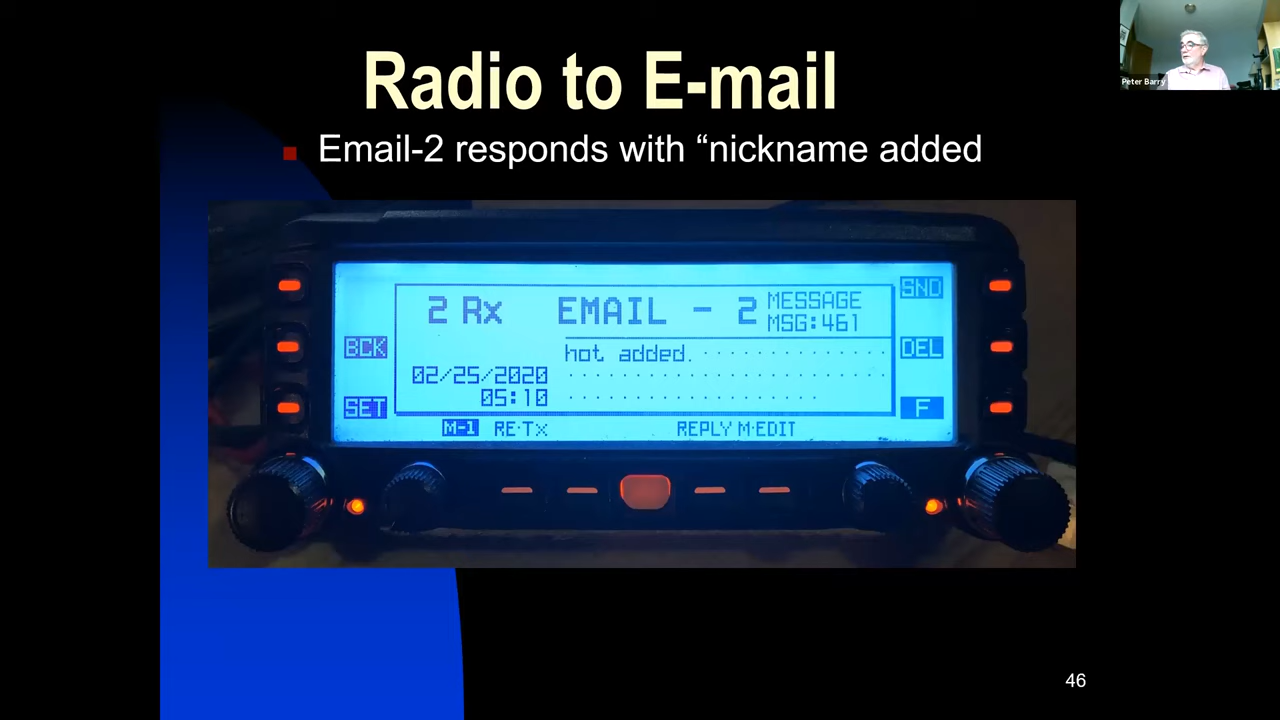 Radio to E-mail
Peter Barry
Email-2 responds with “nickname added
2 Rx EMAIL - 2 MESSAGE
MSG:461
SND
BCK
hot added.
DEL
02/25/2020
05:10
SET
F
M-1 RE·Tx REPLY M·EDIT
46